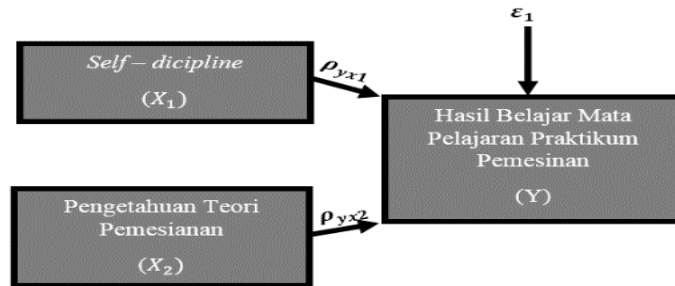 ε₁
Self – dicipline
(X₁)
ρyx1
Hasil Belajar Mata
Pelajaran Praktikum
Pemesinan
(Y)
Pengetahuan Teori
Pemesianan
(X₂)
ρyx2